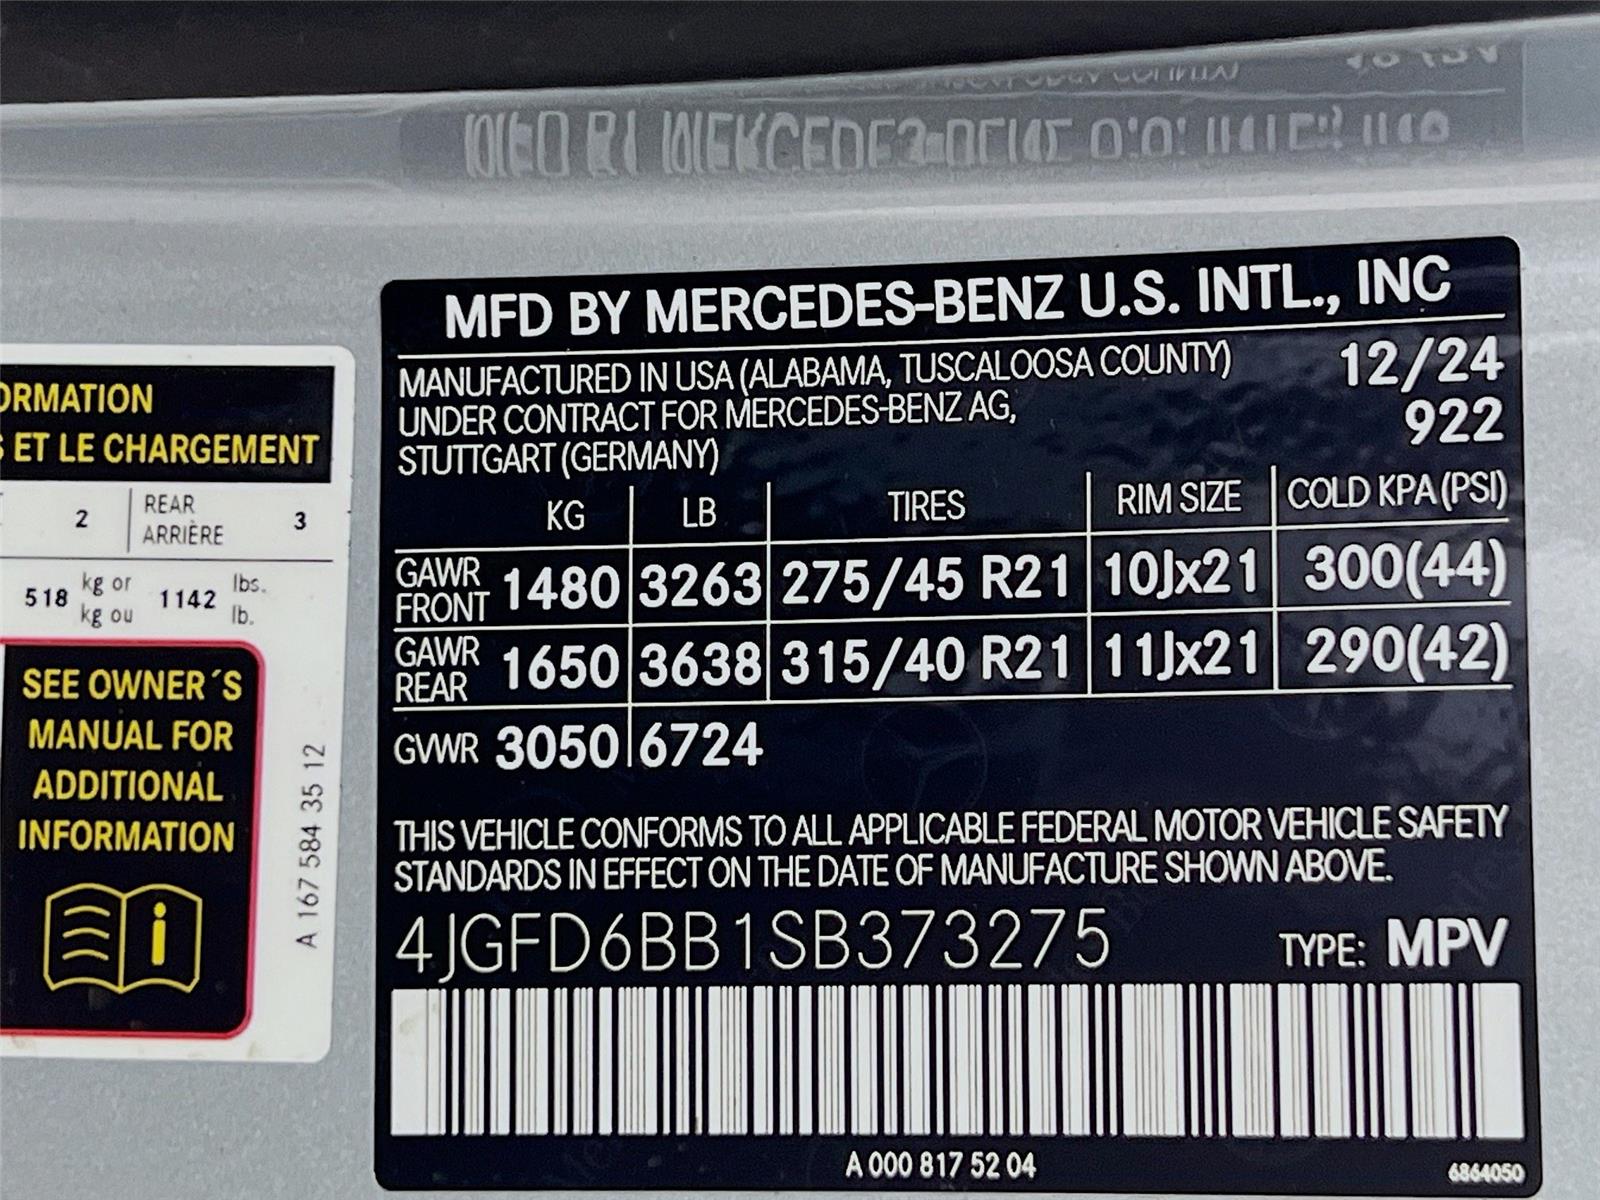 ORMATION
S ET LE CHARGEMENT
2
REAR
ARRIÈRE
3
518 kg or 1142 lbs.
kg ou lb.
SEE OWNER´S
MANUAL FOR
ADDITIONAL
INFORMATION
A 167 584 35 12
MFD BY MERCEDES-BENZ U.S. INTL., INC
MANUFACTURED IN USA (ALABAMA, TUSCALOOSA COUNTY) 12/24
UNDER CONTRACT FOR MERCEDES-BENZ AG, 922
STUTTGART (GERMANY)
KG LB TIRES RIM SIZE COLD KPA (PSI)
GAWR FRONT 1480 3263 275/45 R21 10Jx21 300(44)
GAWR REAR 1650 3638 315/40 R21 11Jx21 290(42)
GVWR 3050 6724
THIS VEHICLE CONFORMS TO ALL APPLICABLE FEDERAL MOTOR VEHICLE SAFETY
STANDARDS IN EFFECT ON THE DATE OF MANUFACTURE SHOWN ABOVE.
4JGFD6BB1SB373275 TYPE: MPV
A 000 817 52 04
6864050